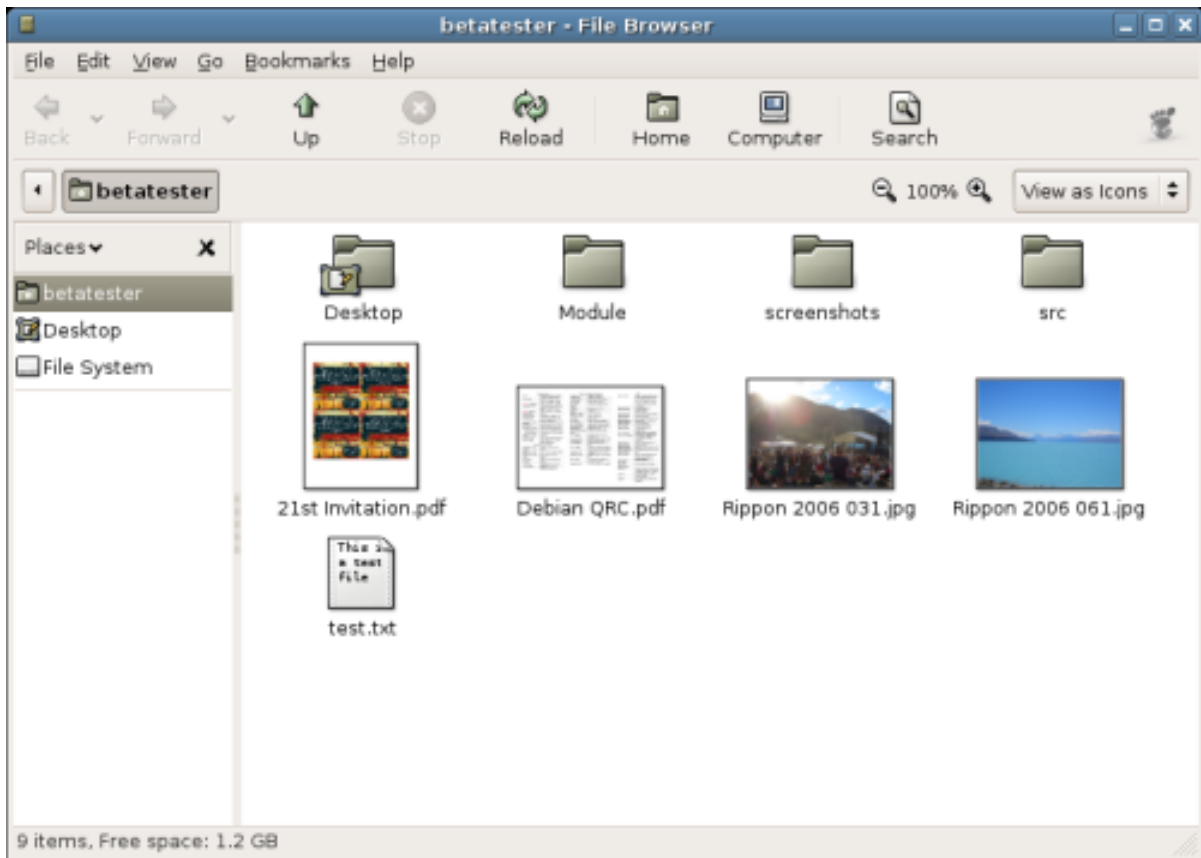 betatester - File Browser
File Edit View Go Bookmarks Help
Back Forward Up Stop Reload Home Computer Search
betatester 100% View as Icons
Places
betatester
Desktop
File System
Desktop Module screenshots src
21st Invitation.pdf Debian QRC.pdf Rippon 2006 031.jpg Rippon 2006 061.jpg
This is
a test
file
test.txt
9 items, Free space: 1.2 GB